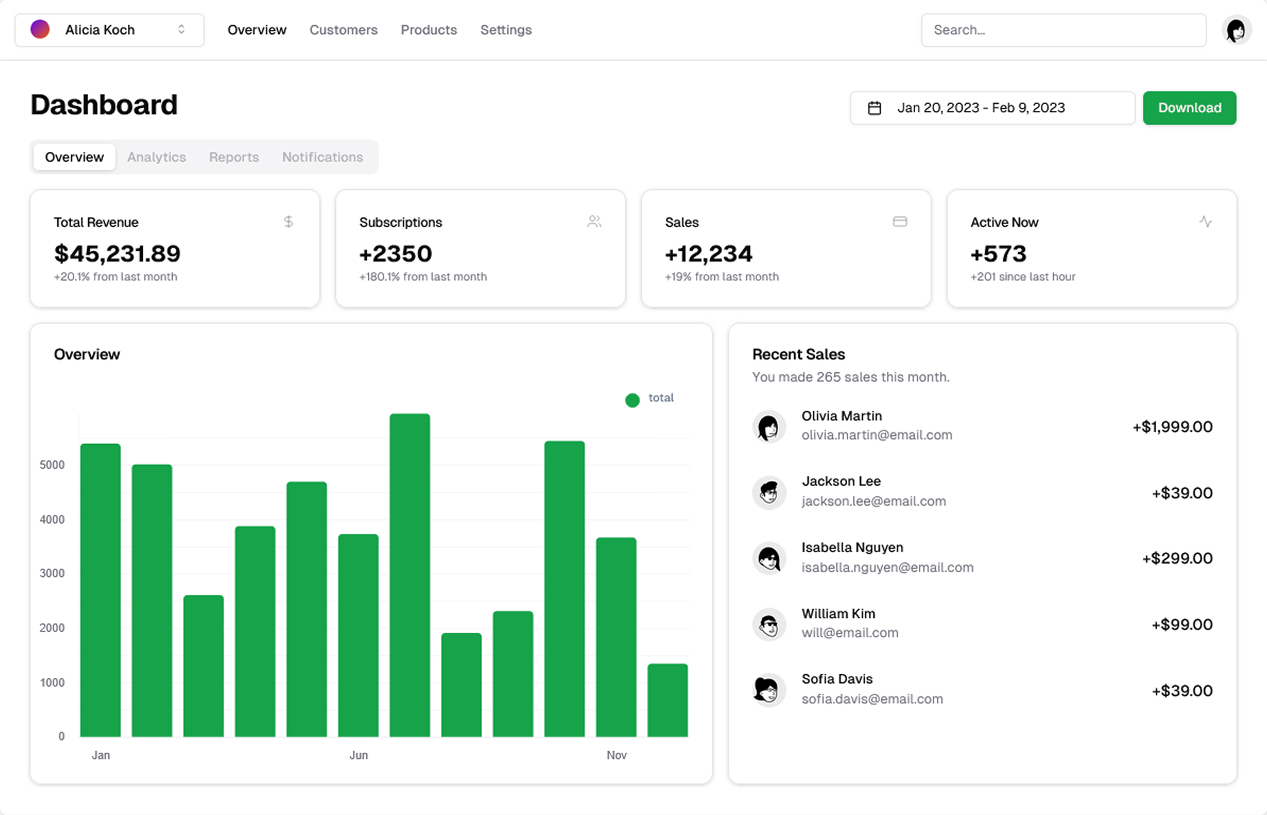 Alicia Koch Overview Customers Products Settings Search...
Dashboard
Jan 20, 2023 - Feb 9, 2023 Download
Overview Analytics Reports Notifications
Total Revenue
$45,231.89
+20.1% from last month
Subscriptions
+2350
+180.1% from last month
Sales
+12,234
+19% from last month
Active Now
+573
+201 since last hour
Overview
total
5000
4000
3000
2000
1000
0
Jan Jun Nov
Recent Sales
You made 265 sales this month.
Olivia Martin
olivia.martin@email.com
+$1,999.00
Jackson Lee
jackson.lee@email.com
+$39.00
Isabella Nguyen
isabella.nguyen@email.com
+$299.00
William Kim
will@email.com
+$99.00
Sofia Davis
sofia.davis@email.com
+$39.00